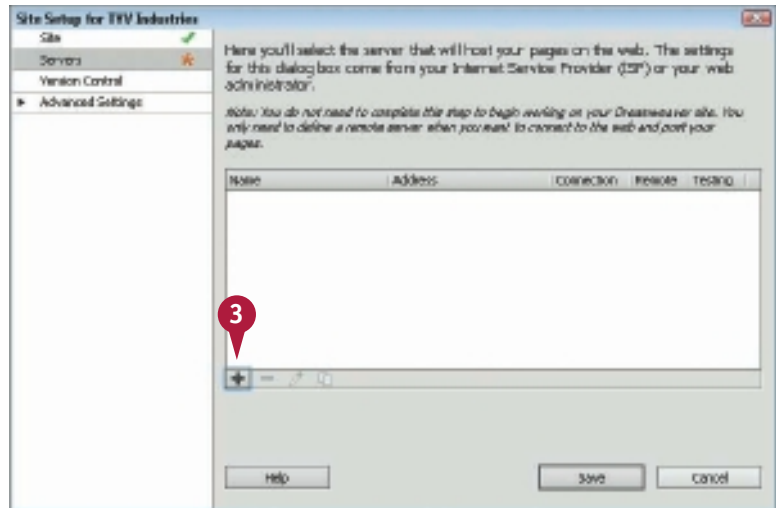 Site Setup for TYV Industries
Site
Servers
Version Control
Advanced Settings
Here you'll select the server that will host your pages on the web. The settings
for this dialog box come from your Internet Service Provider (ISP) or your web
administrator.
Note: You do not need to complete this step to begin working on your Dreamweaver site. You
only need to define a remote server when you want to connect to the web and post your
pages.
Name Address Connection Remote Testing
3
Help Save Cancel